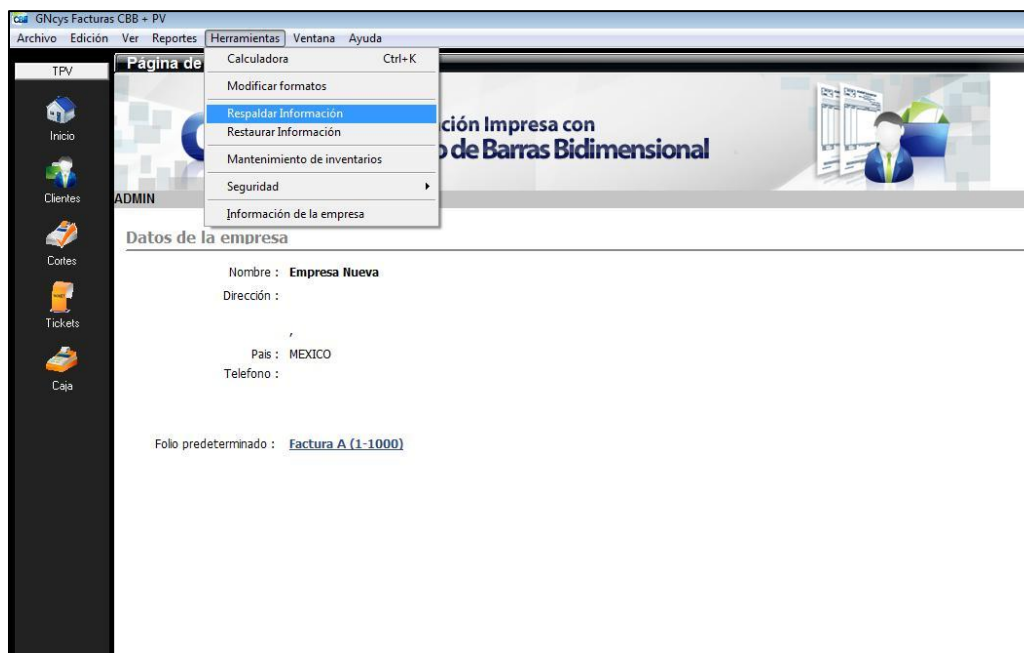 GNcys Facturas CBB + PV
Archivo Edición Ver Reportes Herramientas Ventana Ayuda
TPV
Página de
Calculadora Ctrl+K
Modificar formatos
Respaldar Información
Restaurar Información
Mantenimiento de inventarios
Seguridad
Información de la empresa
ción Impresa con
de Barras Bidimensional
Inicio
Clientes
Cortes
Tickets
Caja
ADMIN
Datos de la empresa
Nombre : Empresa Nueva
Dirección :
,
Pais : MEXICO
Telefono :
Folio predeterminado : Factura A (1-1000)